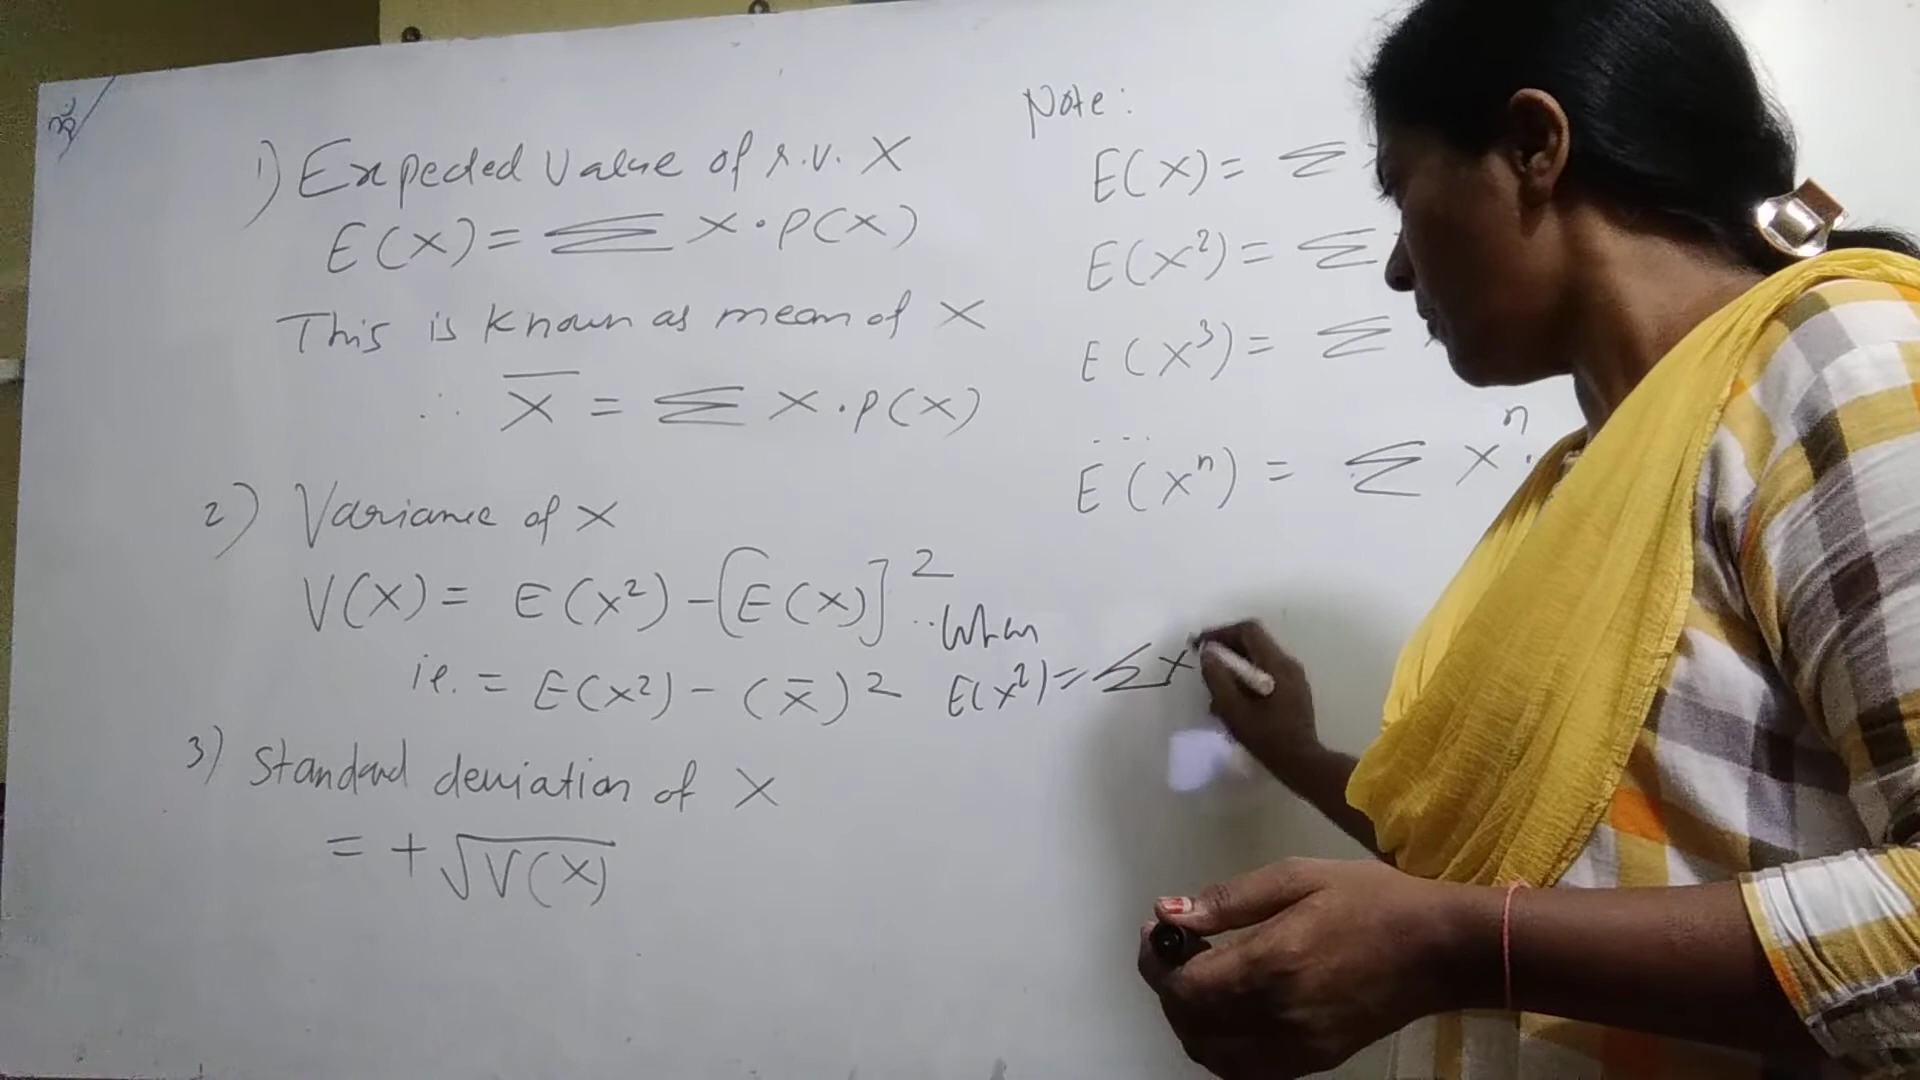 1) Expected Value of r.v. X
E(X) = Σ X · P(X)
This is known as mean of X
∴ X̄ = Σ X · P(X)
2) Variance of X
V(X) = E(X²) - [E(X)]²
i.e. = E(X²) - (x̄)²
..When
E(X²) = Σ X
3) Standard deviation of X
= + √V(X)
Note:
E(X) = Σ
E(X²) = Σ
E(X³) = Σ
...
E(Xⁿ) = Σ Xⁿ ·